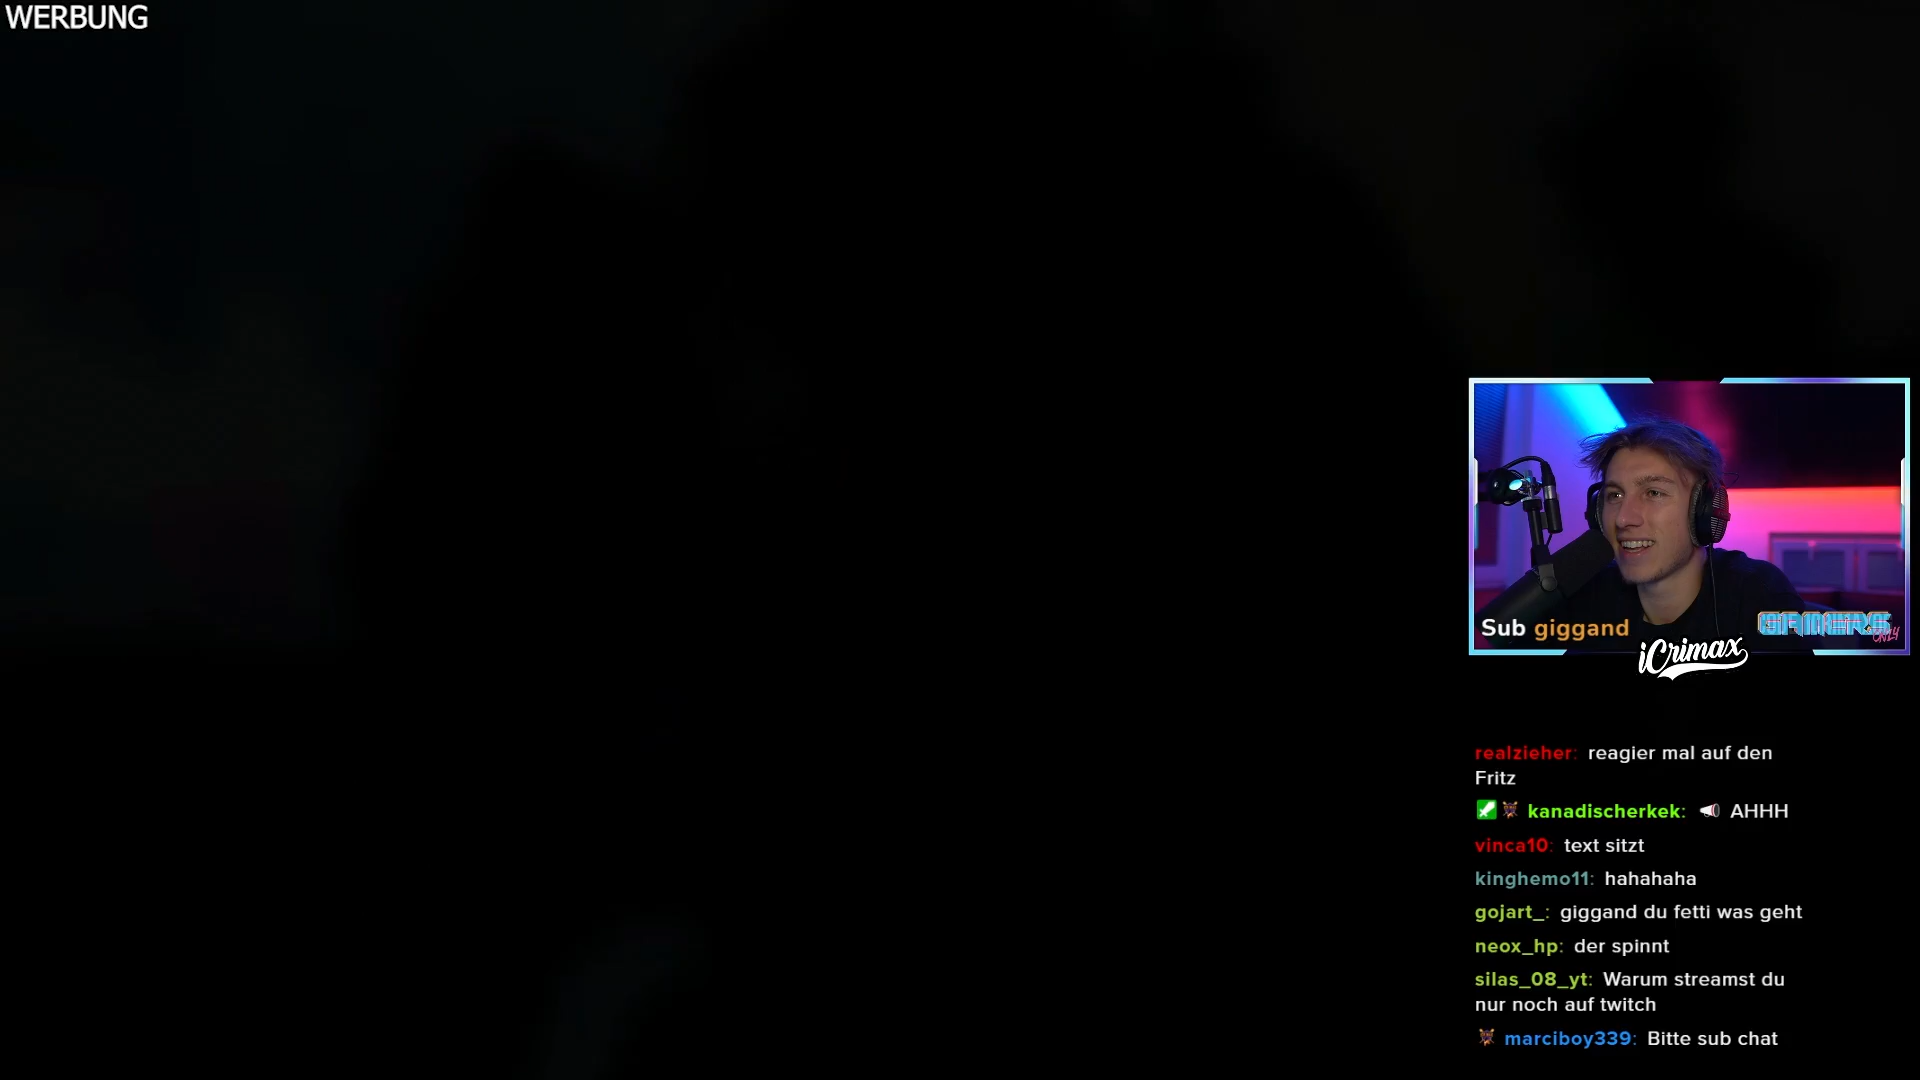 WERBUNG
Sub giggand
GAMERS
ONLY
iCrimax
realzieher: reagier mal auf den
Fritz
kanadischerkek: AHHH
vinca10: text sitzt
kinghemo11: hahahaha
gojart_: giggand du fetti was geht
neox_hp: der spinnt
silas_08_yt: Warum streamst du
nur noch auf twitch
marciboy339: Bitte sub chat